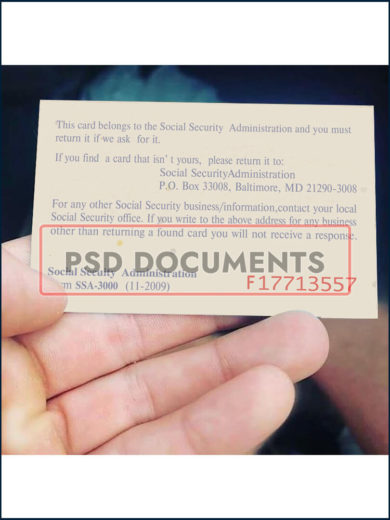 This card belongs to the Social Security Administration and you must
return it if we ask for it.
If you find a card that isn't yours, please return it to:
Social SecurityAdministration
P.O. Box 33008, Baltimore, MD 21290-3008
For any other Social Security business/information,contact your local
Social Security office. If you write to the above address for any business
other than returning a found card you will not receive a response.
PSD DOCUMENTS
Social Secuity Administration
SSA-3000 (11-2009)
F17713557